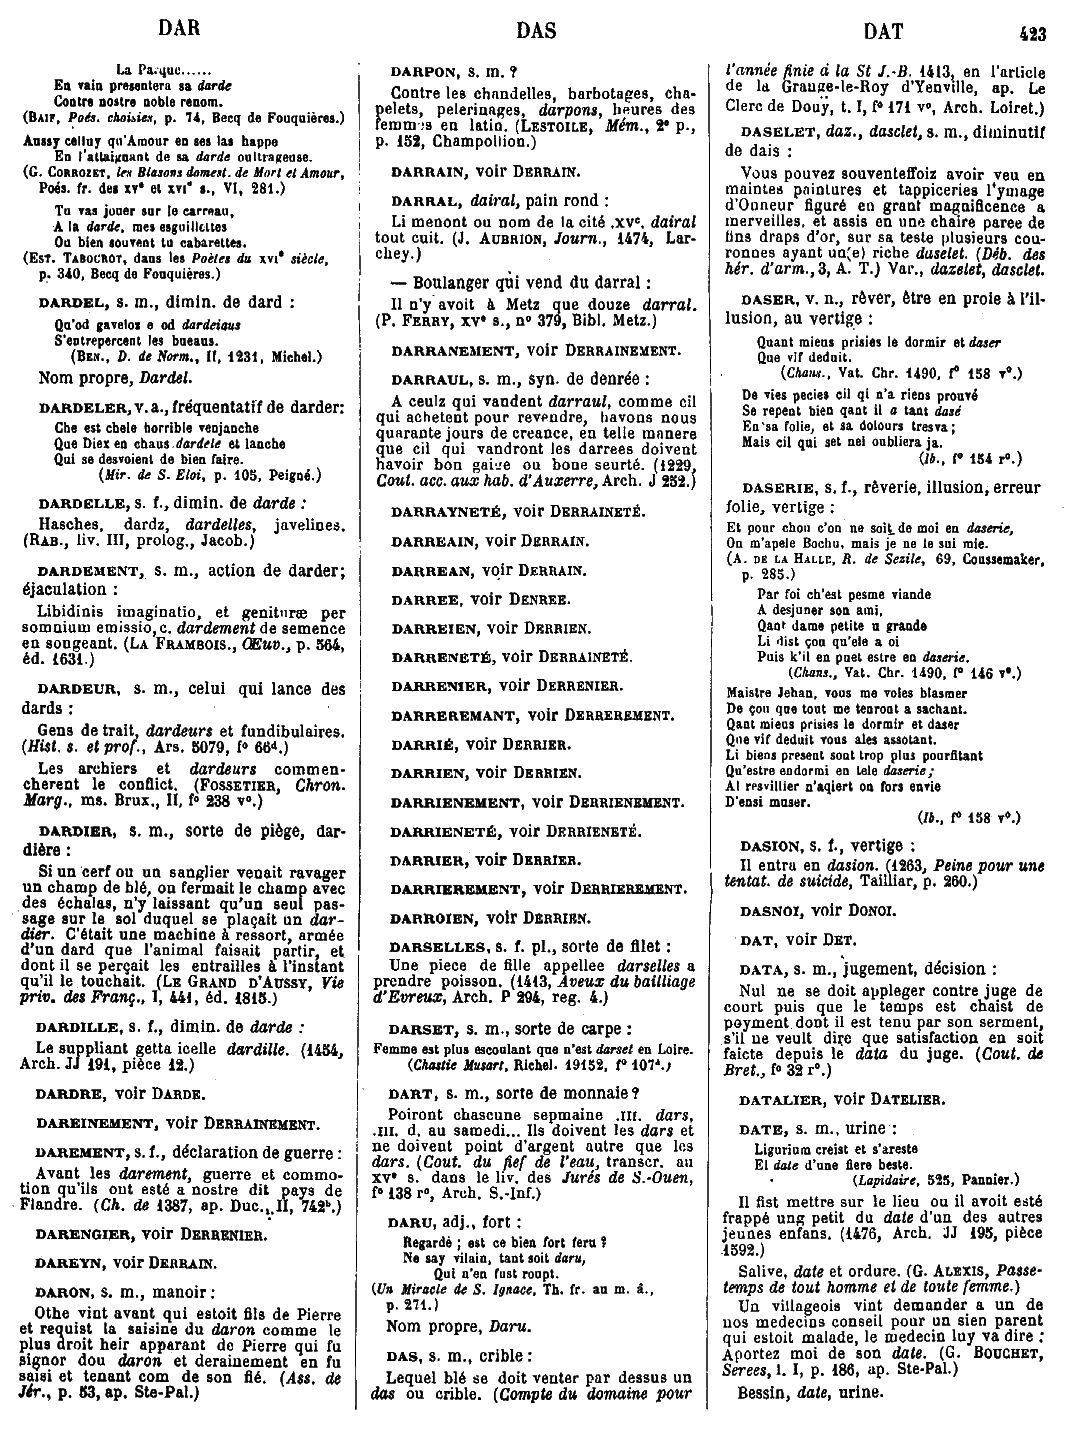 DAR
DAS
DAT
423
La Parque......
En vain presentera sa darde
Contre nostre noble renom.
(BAIF, Poés. choisies, p. 74, Becq de Fouquières.)
Aussy celluy qu'Amour en ses las happe
En l'attaignant de sa darde oultrageuse.
(G. CORROZET, les Blasons domest. de Mort et Amour,
Poés. fr. des XVe et XVIe s., VI, 281.)
Tu vas jouer sur le carreau,
A la darde, mes esguillettes
Ou bien souvent tu cabarettes.
(EST. TABOUROT, dans les Poètes du XVIe siècle,
p. 340, Becq de Fouquières.)
DARDEL, s. m., dimin. de dard :
Qu'od gavelos e od dardeiaus
S'entrepercent les bueaus.
(BEN., D. de Norm., II, 1231, Michel.)
Nom propre, Dardel.
DARDELER, v. a., fréquentatif de darder:
Che est chele horrible venjanche
Que Diex en chaus dardele et lanche
Qui se desvoient de bien faire.
(Mir. de S. Eloi, p. 105, Peigné.)
DARDELLE, s. f., dimin. de darde :
Hasches, dardz, dardelles, javelines.
(RAB., liv. III, prolog., Jacob.)
DARDEMENT, s. m., action de darder;
éjaculation :
Libidinis imaginatio, et genituræ per
somnium emissio, c. dardement de semence
en songeant. (LA FRAMBOIS., Œuv., p. 564,
éd. 1631.)
DARDEUR, s. m., celui qui lance des
dards :
Gens de trait, dardeurs et fundibulaires.
(Hist. s. et prof., Ars. 5079, fo 66d.)
Les archiers et dardeurs commen-
cherent le conflict. (FOSSETIER, Chron.
Marg., ms. Brux., II, fo 238 vo.)
DARDIER, s. m., sorte de piège, dar-
dière :
Si un cerf ou un sanglier venait ravager
un champ de blé, on fermait le champ avec
des échalas, n'y laissant qu'un seul pas-
sage sur le sol duquel se plaçait un dar-
dier. C'était une machine à ressort, armée
d'un dard que l'animal faisait partir, et
dont il se perçait les entrailles à l'instant
qu'il le touchait. (LE GRAND D'AUSSY, Vie
priv. des Franç., I, 441, éd. 1815.)
DARDILLE, s. f., dimin. de darde :
Le suppliant getta icelle dardille. (1454,
Arch. JJ 191, pièce 12.)
DARDRE, voir DARDE.
DAREINEMENT, voir DERRAINEMENT.
DAREMENT, s. f., déclaration de guerre :
Avant les darement, guerre et commo-
tion qu'ils ont esté a nostre dit pays de
Flandre. (Ch. de 1387, ap. Duc., II, 742b.)
DARENGIER, voir DERRENIER.
DAREYN, voir DERRAIN.
DARON, s. m., manoir :
Othe vint avant qui estoit fils de Pierre
et requist la saisine du daron comme le
plus droit heir apparant de Pierre qui fu
signor dou daron et derainement en fu
saisi et tenant com de son fié. (Ass. de
Jér., p. 53, ap. Ste-Pal.)
DARPON, s. m. ?
Contre les chandelles, barbotages, cha-
pelets, pelerinages, darpons, heures des
femmes en latin. (LESTOILE, Mém., 2e p.,
p. 152, Champollion.)
DARRAIN, voir DERRAIN.
DARRAL, dairal, pain rond :
Li menont ou nom de la cité .XVc. dairal
tout cuit. (J. AUBRION, Journ., 1474, Lar-
chey.)
— Boulanger qui vend du darral :
Il n'y avoit à Metz que douze darral.
(P. FERRY, XVe s., no 379, Bibl. Metz.)
DARRANEMENT, voir DERRAINEMENT.
DARRAUL, s. m., syn. de denrée :
A ceulz qui vandent darraul, comme cil
qui achetent pour revendre, havons nous
quarante jours de creance, en telle manere
que cil qui vandront les darrees doivent
havoir bon gaige ou bone seurté. (1229,
Cout. acc. aux hab. d'Auxerre, Arch. J 252.)
DARRAYNETÉ, voir DERRAINETÉ.
DARREAIN, voir DERRAIN.
DARREAN, voir DERRAIN.
DARREE, voir DENREE.
DARREIEN, voir DERRIEN.
DARRENETÉ, voir DERRAINETÉ.
DARRENIER, voir DERRENIER.
DARREREMANT, voir DERREREMENT.
DARRIÉ, voir DERRIER.
DARRIEN, voir DERRIEN.
DARRIENEMENT, voir DERRIENEMENT.
DARRIENETÉ, voir DERRIENETÉ.
DARRIER, voir DERRIER.
DARRIEREMENT, voir DERRIEREMENT.
DARROIEN, voir DERRIEN.
DARSELLES, s. f. pl., sorte de filet :
Une piece de fille appellee darselles a
prendre poisson. (1413, Aveux du bailliage
d'Evreux, Arch. P 294, reg. 4.)
DARSET, s. m., sorte de carpe :
Femme est plus escoulant que n'est darset en Loire.
(Chastie Musart, Richel. 19152, fo 107d.)
DART, s. m., sorte de monnaie ?
Poiront chascune sepmaine .III. dars,
.III. d. au samedi... Ils doivent les dars et
ne doivent point d'argent autre que les
dars. (Cout. du fief de l'eau, transcr. au
XVe s. dans le liv. des Jurés de S.-Ouen,
fo 138 ro, Arch. S.-Inf.)
DARU, adj., fort :
Regardé ; est ce bien fort feru ?
Ne say vilain, tant soit daru,
Qui n'en fust roupt.
(Un Miracle de S. Ignace, Th. fr. au m. â.,
p. 271.)
Nom propre, Daru.
DAS, s. m., crible :
Lequel blé se doit venter par dessus un
das ou crible. (Compte du domaine pour
l'année finie à la St J.-B. 1413, en l'article
de la Grange-le-Roy d'Yenville, ap. Le
Clerc de Douÿ, t. I, fo 171 vo, Arch. Loiret.)
DASELET, daz., dasclet, s. m., diminutif
de dais :
Vous pouvez souventeffoiz avoir veu en
maintes paintures et tappiceries l'ymage
d'Onneur figuré en grant magnificence a
merveilles, et assis en une chaire paree de
fins draps d'or, sur sa teste plusieurs cou-
ronnes ayant un(e) riche daselet. (Déb. des
hér. d'arm., 3, A. T.) Var., dazelet, dasclet.
DASER, v. n., rêver, être en proie à l'il-
lusion, au vertige :
Quant mieus prisies le dormir et daser
Que vif deduit.
(Chans., Vat. Chr. 1490, fo 158 vo.)
De vies pecies cil qi n'a riens prouvé
Se repent bien qant il a tant dasé
En sa folie, et sa dolours tresva ;
Mais cil qui set nel oubliera ja.
(Ib., fo 154 ro.)
DASERIE, s. f., rêverie, illusion, erreur
folie, vertige :
Et pour chou c'on ne soit de moi en daserie,
On m'apele Bochu, mais je ne le sui mie.
(A. DE LA HALLE, R. de Sezile, 69, Coussemaker,
p. 285.)
Par foi ch'est pesme viande
A desjuner son ami,
Qant dame petite u grande
Li dist çou qu'ele a oi
Puis k'il en puet estre en daserie.
(Chans., Vat. Chr. 1490, fo 146 vo.)
Maistre Jehan, vous me voles blasmer
De çou que tout me tenront a sachant.
Qant mieus prisies le dormir et daser
Que vif deduit vous ales assotant.
Li biens present sont trop plus pourfitant
Qu'estre endormi en tele daserie ;
Al resvillier n'aqiert on fors envie
D'ensi muser.
(Ib., fo 158 vo.)
DASION, s. f., vertige :
Il entra en dasion. (1263, Peine pour une
tentat. de suicide, Tailliar, p. 260.)
DASNOI, voir DONOI.
DAT, voir DET.
DATA, s. m., jugement, décision :
Nul ne se doit appleger contre juge de
court puis que le temps est chaist de
peyment dont il est tenu par son serment,
s'il ne veult dire que satisfaction en soit
faicte depuis le data du juge. (Cout. de
Bret., fo 32 ro.)
DATALIER, voir DATELIER.
DATE, s. m., urine :
Ligurium creist et s'areste
El date d'une fiere beste.
(Lapidaire, 525, Pannier.)
Il fist mettre sur le lieu ou il avoit esté
frappé ung petit du date d'un des autres
jeunes enfans. (1476, Arch. JJ 195, pièce
1592.)
Salive, date et ordure. (G. ALEXIS, Passe-
temps de tout homme et de toute femme.)
Un villageois vint demander a un de
nos medecins conseil pour un sien parent
qui estoit malade, le medecin luy va dire :
Aportez moi de son date. (G. BOUCHET,
Serees, l. I, p. 186, ap. Ste-Pal.)
Bessin, date, urine.